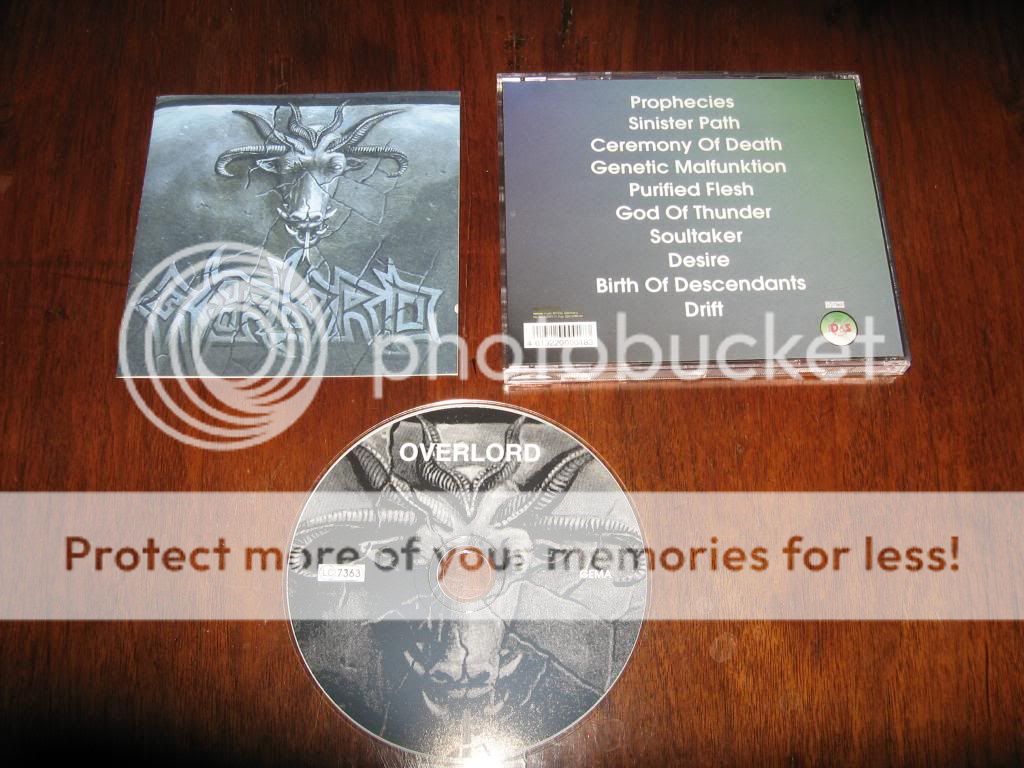 Prophecies
Sinister Path
Ceremony Of Death
Genetic Malfunktion
Purified Flesh
God Of Thunder
Soultaker
Desire
Birth Of Descendants
Drift
photobucket
OVERLORD
Protect more of your memories for less!
LC 7363
GEMA